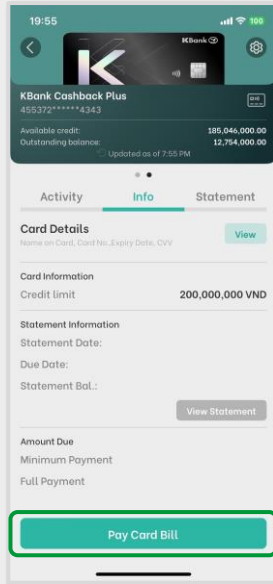 19:55
100
KBank
KBank Cashback Plus
455372******4343
Available credit: 185,046,000.00
Outstanding balance: 12,754,000.00
Updated as of 7:55 PM
Activity Info Statement
Card Details
Name on Card, Card No.,Expiry Date, CVV
View
Card Information
Credit limit 200,000,000 VND
Statement Information
Statement Date:
Due Date:
Statement Bal.:
View Statement
Amount Due
Minimum Payment
Full Payment
Pay Card Bill